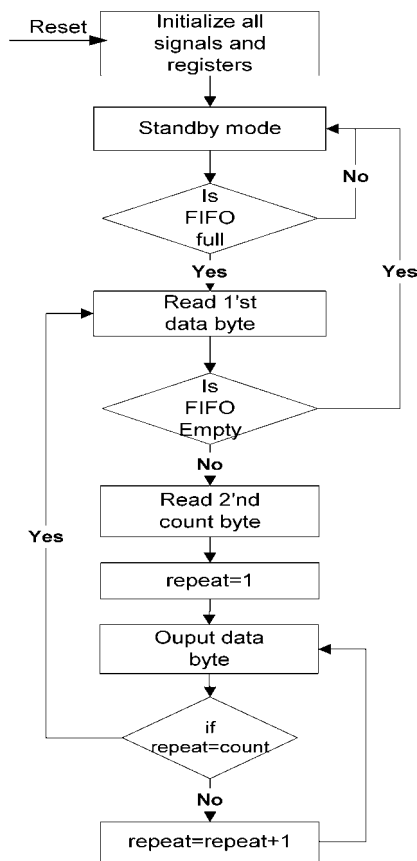 Reset
Initialize all
signals and
registers
Standby mode
No
Is
FIFO
full
Yes
Yes
Read 1'st
data byte
Is
FIFO
Empty
No
Read 2'nd
count byte
Yes
repeat=1
Ouput data
byte
if
repeat=count
No
repeat=repeat+1